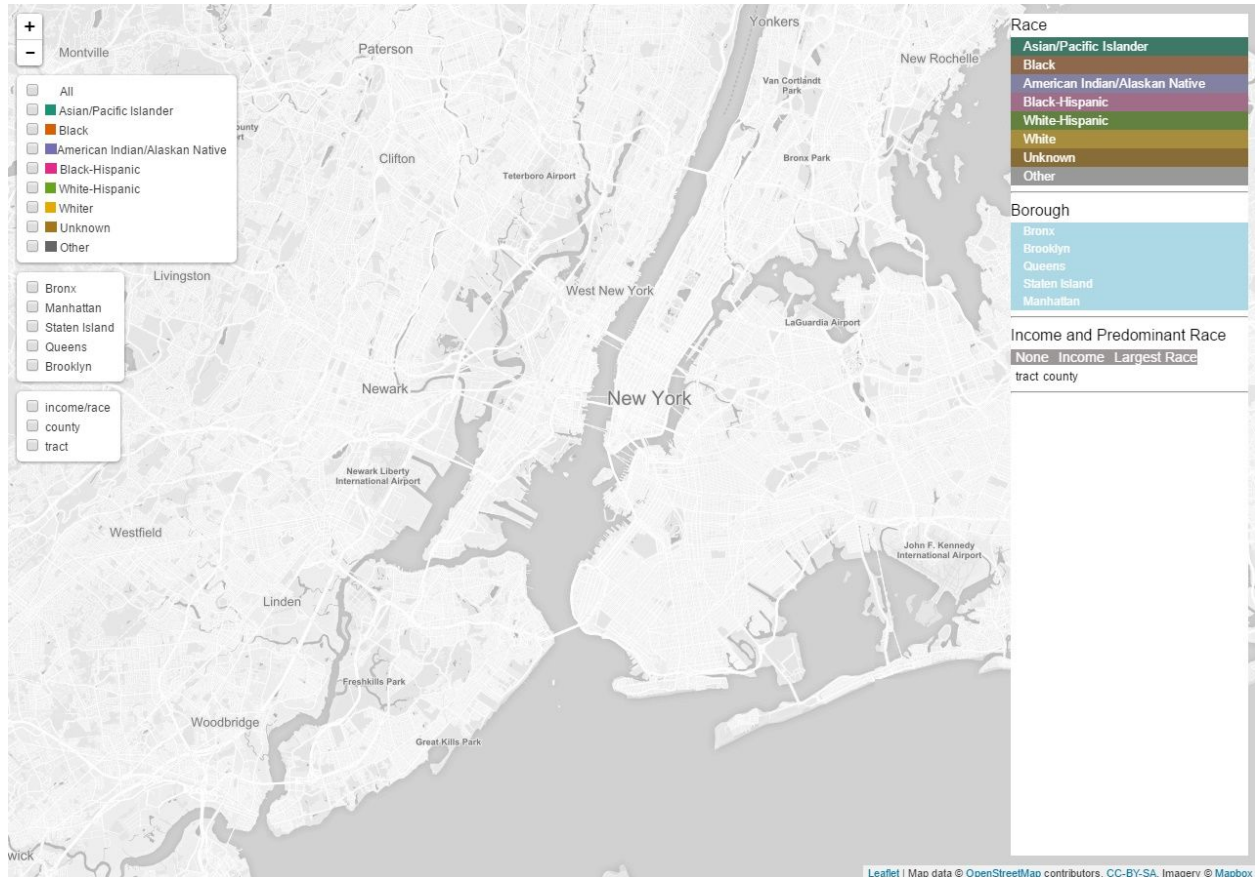 +
−
Montville
Paterson
Yonkers
New Rochelle
Van Cortlandt
Park
Bronx Park
Clifton
Teterboro Airport
All
Asian/Pacific Islander
Black
American Indian/Alaskan Native
Black-Hispanic
White-Hispanic
Whiter
Unknown
Other
Livingston
West New York
LaGuardia Airport
Bronx
Manhattan
Staten Island
Queens
Brooklyn
Newark
New York
income/race
county
tract
Newark Liberty
International Airport
Westfield
John F. Kennedy
International Airport
Linden
Freshkills Park
Woodbridge
Great Kills Park
wick
Race
Asian/Pacific Islander
Black
American Indian/Alaskan Native
Black-Hispanic
White-Hispanic
White
Unknown
Other
Borough
Bronx
Brooklyn
Queens
Staten Island
Manhattan
Income and Predominant Race
None Income Largest Race
tract county
Leaflet | Map data © OpenStreetMap contributors, CC-BY-SA, Imagery © Mapbox